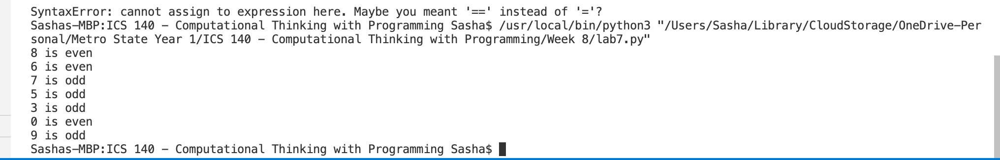 SyntaxError: cannot assign to expression here. Maybe you meant '==' instead of '='?
Sashas-MBP:ICS 140 - Computational Thinking with Programming Sasha$ /usr/local/bin/python3 "/Users/Sasha/Library/CloudStorage/OneDrive-Per
sonal/Metro State Year 1/ICS 140 - Computational Thinking with Programming/Week 8/lab7.py"
8 is even
6 is even
7 is odd
5 is odd
3 is odd
0 is even
9 is odd
Sashas-MBP:ICS 140 - Computational Thinking with Programming Sasha$